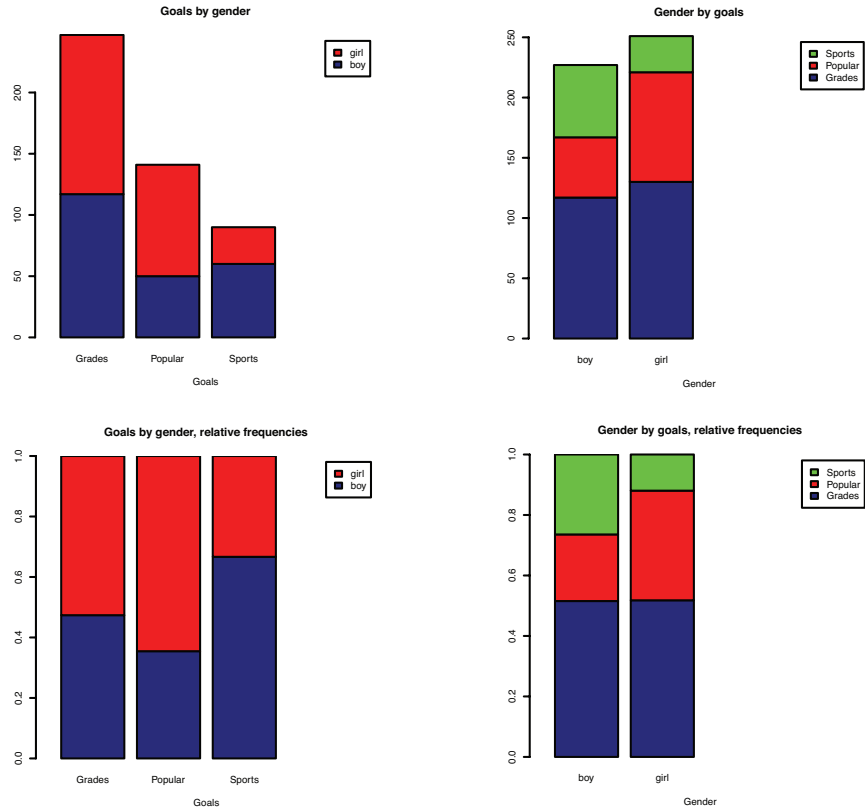 Goals by gender
girl
boy
0
50
100
150
200
Grades Popular Sports
Goals
Gender by goals
Sports
Popular
Grades
0
50
100
150
200
250
boy girl
Gender
Goals by gender, relative frequencies
girl
boy
0.0
0.2
0.4
0.6
0.8
1.0
Grades Popular Sports
Goals
Gender by goals, relative frequencies
Sports
Popular
Grades
0.0
0.2
0.4
0.6
0.8
1.0
boy girl
Gender